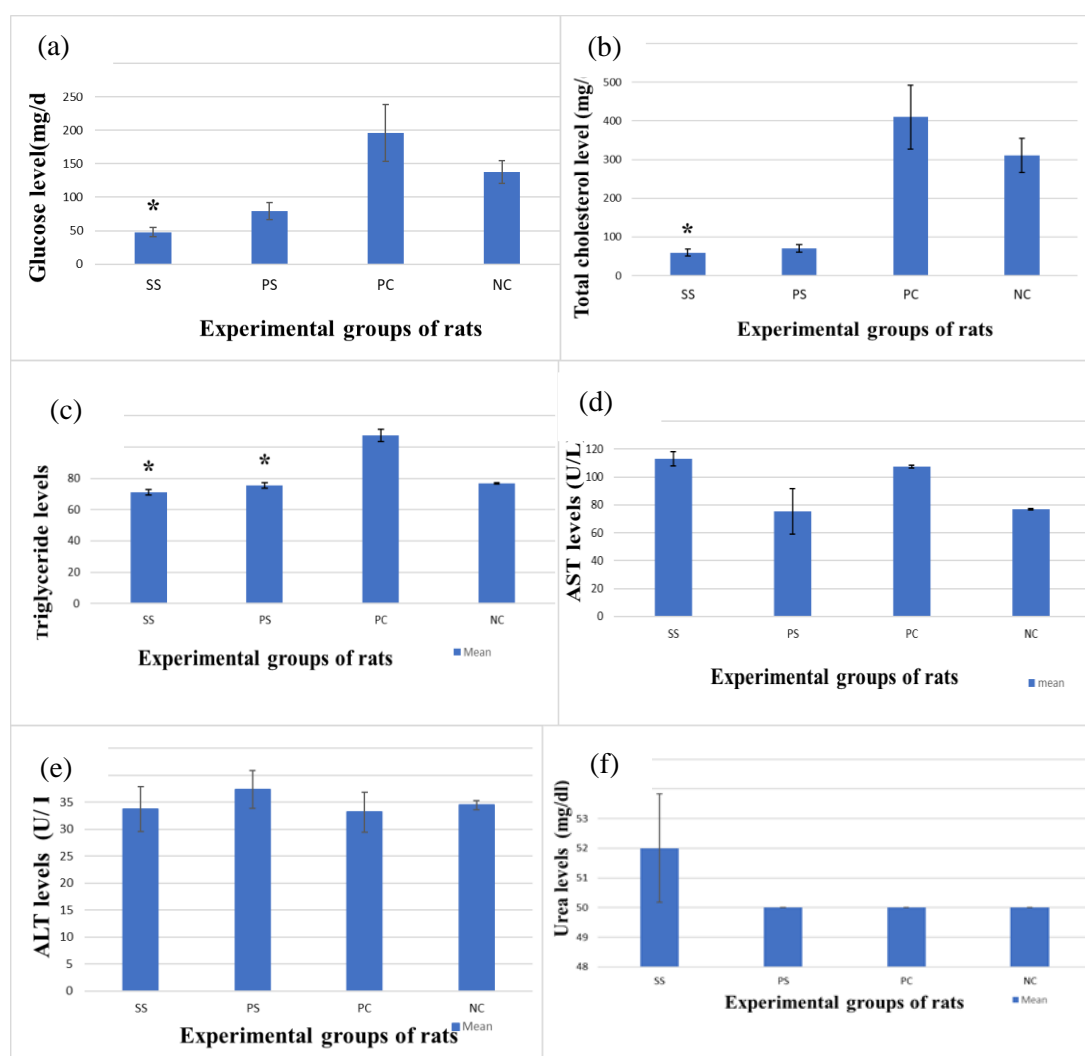 (a)
Glucose level(mg/d
250
200
150
100
50
0
*
SS PS PC NC
Experimental groups of rats
(b)
Total cholesterol level (mg/
500
400
300
200
100
0
*
SS PS PC NC
Experimental groups of rats
(c)
Triglyceride levels
80
60
40
20
0
* *
SS PS PC NC
Experimental groups of rats
Mean
(d)
AST levels (U/L
120
100
80
60
40
20
0
SS PS PC NC
Experimental groups of rats
mean
(e)
ALT levels (U/
35
30
25
20
15
10
5
0
SS PS PC NC
Experimental groups of rats
Mean
(f)
Urea levels (mg/dl)
53
52
51
50
49
48
SS PS PC NC
Experimental groups of rats
Mean